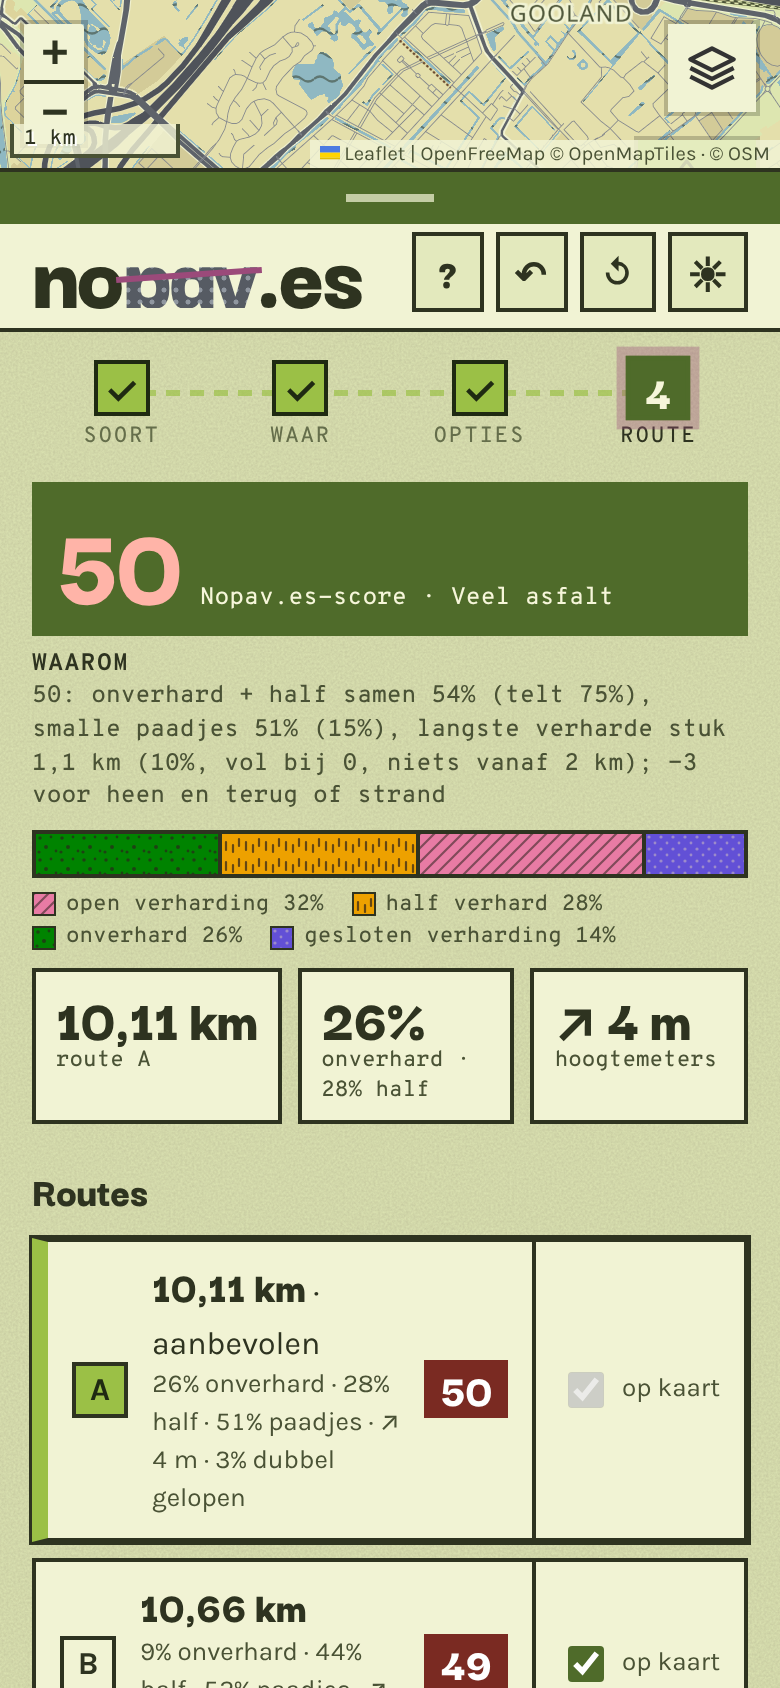 GOOLAND
+
−
1 km
Leaflet | OpenFreeMap © OpenMapTiles · © OSM
nopav.es
?
4
SOORT WAAR OPTIES ROUTE
50 Nopav.es-score · Veel asfalt
WAAROM
50: onverhard + half samen 54% (telt 75%),
smalle paadjes 51% (15%), langste verharde stuk
1,1 km (10%, vol bij 0, niets vanaf 2 km); −3
voor heen en terug of strand
open verharding 32% half verhard 28%
onverhard 26% gesloten verharding 14%
10,11 km
route A
26%
onverhard ·
28% half
↗ 4 m
hoogtemeters
Routes
10,11 km ·
aanbevolen
A
26% onverhard · 28%
half · 51% paadjes · ↗
4 m · 3% dubbel
gelopen
50
op kaart
10,66 km
B
9% onverhard · 44%
half · 52% paadjes · ↗
49
op kaart